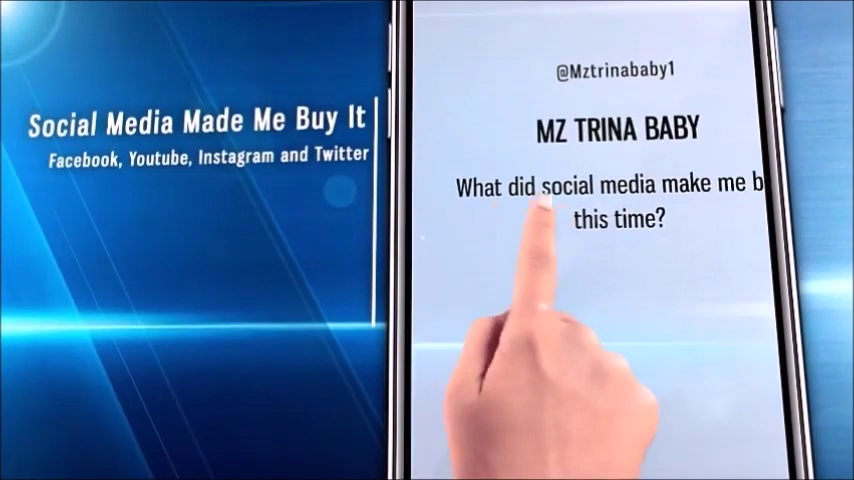 Social Media Made Me Buy It
Facebook, Youtube, Instagram and Twitter
@Mztrinababy1
MZ TRINA BABY
What did social media make me b
this time?